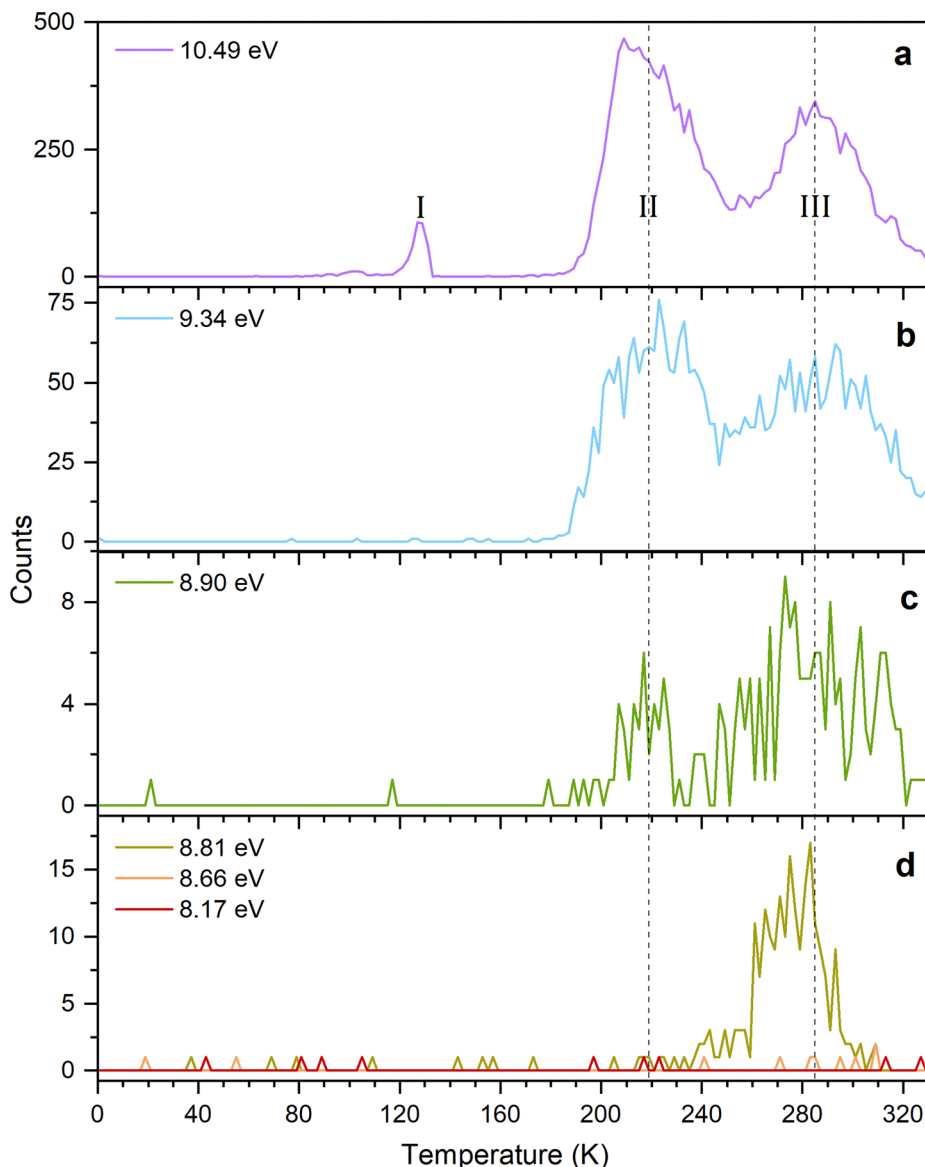 500
10.49 eV
a
250
I
II
III
0
75
9.34 eV
b
50
25
0
Counts
8.90 eV
c
8
4
0
8.81 eV
d
8.66 eV
15
8.17 eV
10
5
0
0 40 80 120 160 200 240 280 320
Temperature (K)